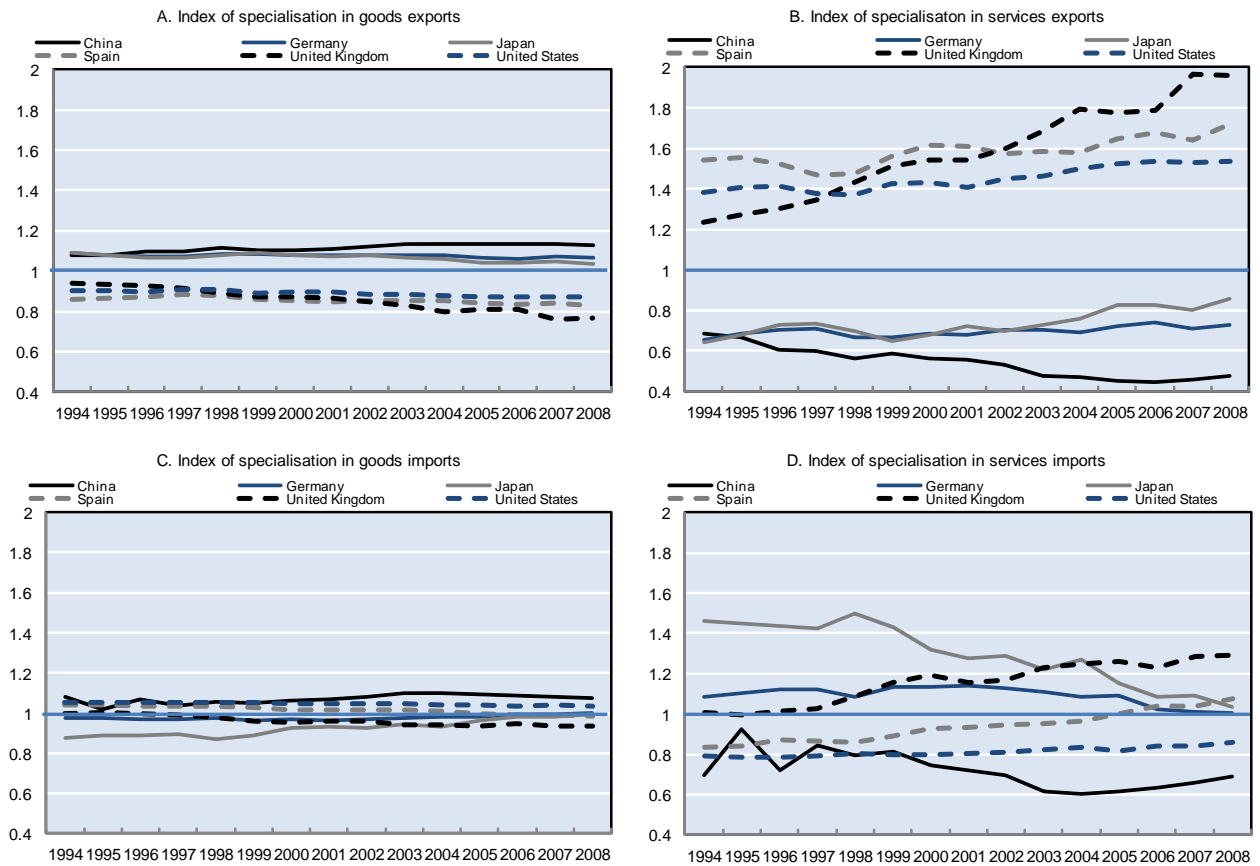 A. Index of specialisation in goods exports
China Germany Japan
Spain United Kingdom United States
2
1.8
1.6
1.4
1.2
1
0.8
0.6
0.4
1994 1995 1996 1997 1998 1999 2000 2001 2002 2003 2004 2005 2006 2007 2008
B. Index of specialisaton in services exports
China Germany Japan
Spain United Kingdom United States
2
1.8
1.6
1.4
1.2
1
0.8
0.6
0.4
1994 1995 1996 1997 1998 1999 2000 2001 2002 2003 2004 2005 2006 2007 2008
C. Index of specialisation in goods imports
China Germany Japan
Spain United Kingdom United States
2
1.8
1.6
1.4
1.2
1
0.8
0.6
0.4
1994 1995 1996 1997 1998 1999 2000 2001 2002 2003 2004 2005 2006 2007 2008
D. Index of specialisation in services imports
China Germany Japan
Spain United Kingdom United States
2
1.8
1.6
1.4
1.2
1
0.8
0.6
0.4
1994 1995 1996 1997 1998 1999 2000 2001 2002 2003 2004 2005 2006 2007 2008